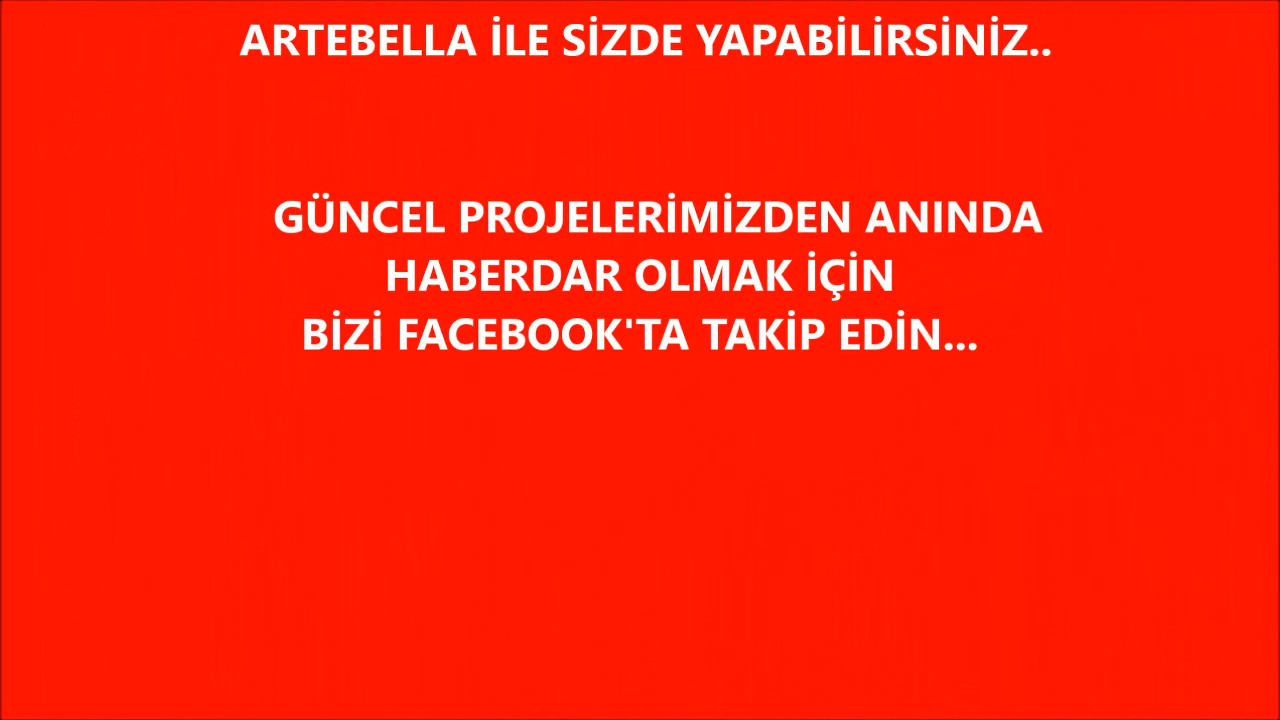 ARTEBELLA İLE SİZDE YAPABİLİRSİNİZ..
GÜNCEL PROJELERİMİZDEN ANINDA
HABERDAR OLMAK İÇİN
BİZİ FACEBOOK'TA TAKİP EDİN...